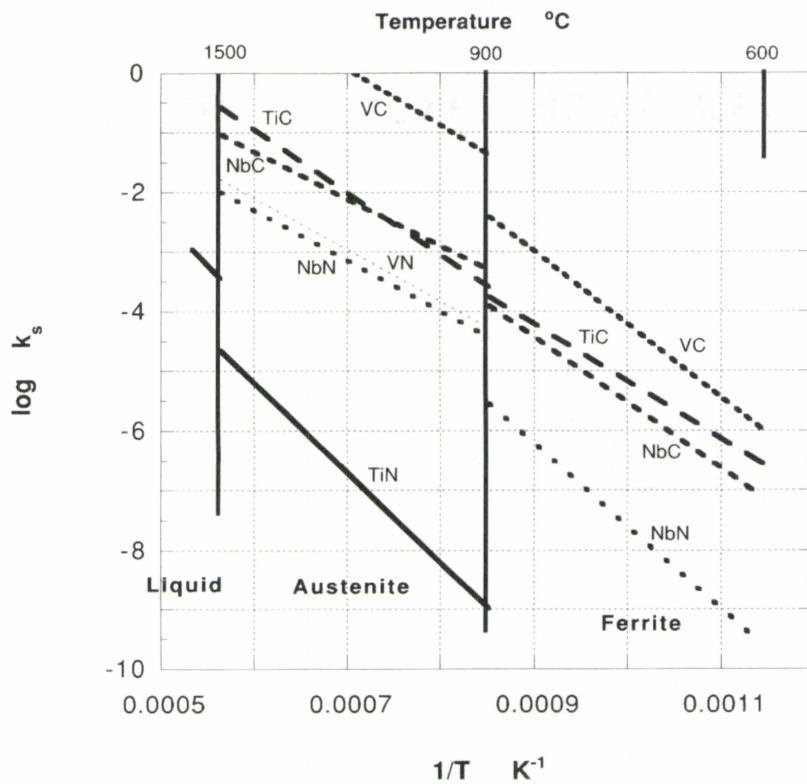 Temperature °C
1500 900 600
0
VC
TiC
NbC
-2
NbN
VN
-4
TiC
VC
log ks
-6
NbC
TiN
NbN
-8
Liquid
Austenite
Ferrite
-10
0.0005 0.0007 0.0009 0.0011
1/T K-1